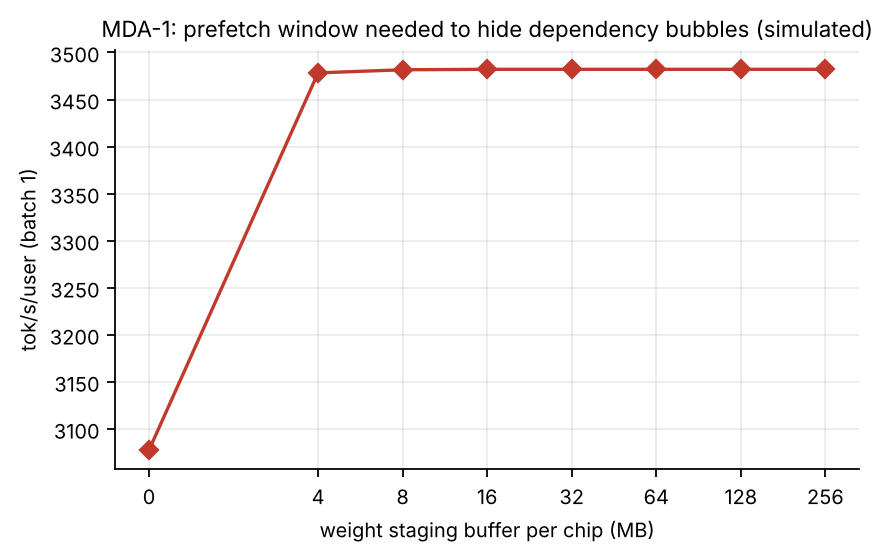 MDA-1: prefetch window needed to hide dependency bubbles (simulated)
3500
3450
3400
3350
3300
3250
3200
3150
3100
tok/s/user (batch 1)
0 4 8 16 32 64 128 256
weight staging buffer per chip (MB)